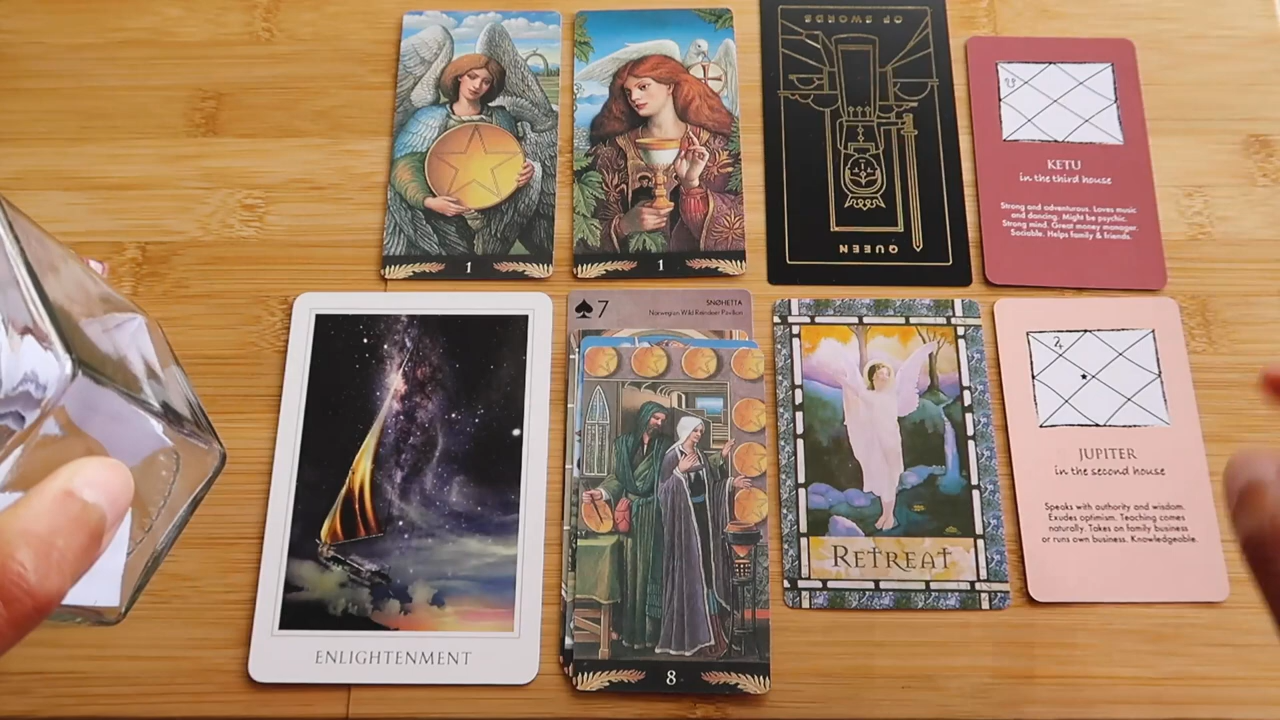 1
1
QUEEN
OF SWORDS
KETU
in the third house
Strong and adventurous. Loves music
and dancing. Might be psychic.
Strong mind. Great money manager.
Sociable. Helps family & friends.
ENLIGHTENMENT
7
SNØHETTA
Norwegian Wild Reindeer Pavilion
8
RETREAT
JUPITER
in the second house
Speaks with authority and wisdom.
Exudes optimism. Teaching comes
naturally. Takes on family business
or runs own business. Knowledgeable.